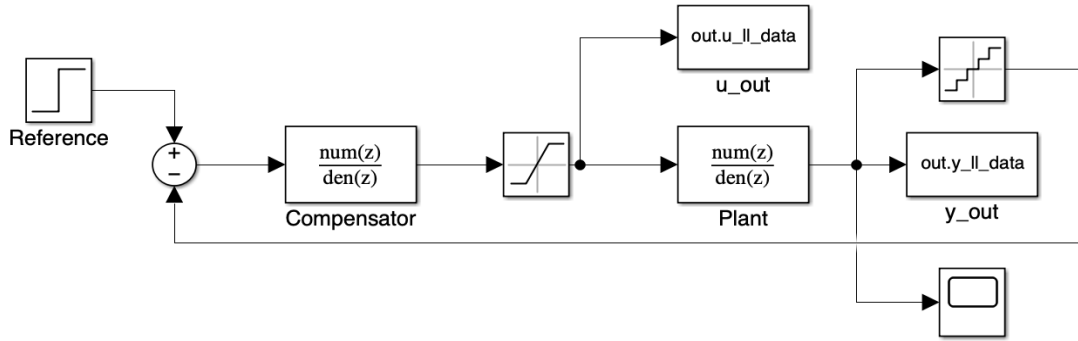 out.u_ll_data
u_out
Reference
+
−
num(z)
den(z)
Compensator
num(z)
den(z)
Plant
out.y_ll_data
y_out